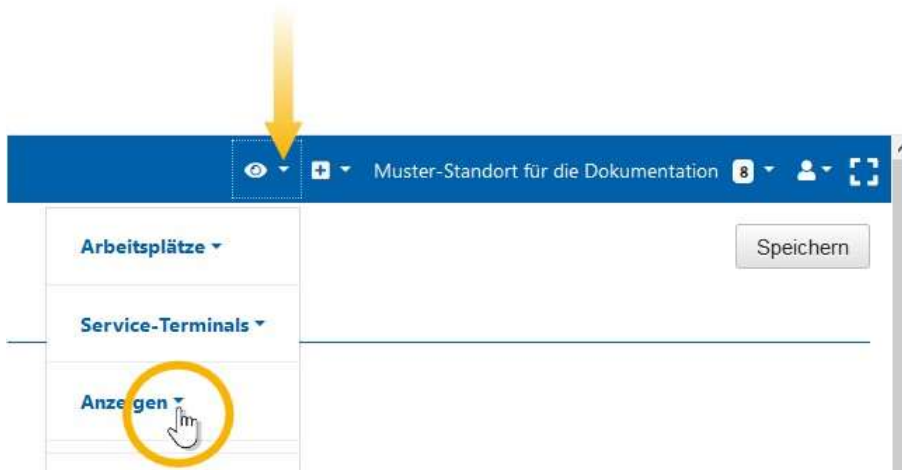 Muster-Standort für die Dokumentation 8
Arbeitsplätze
Speichern
Service-Terminals
Anzeigen